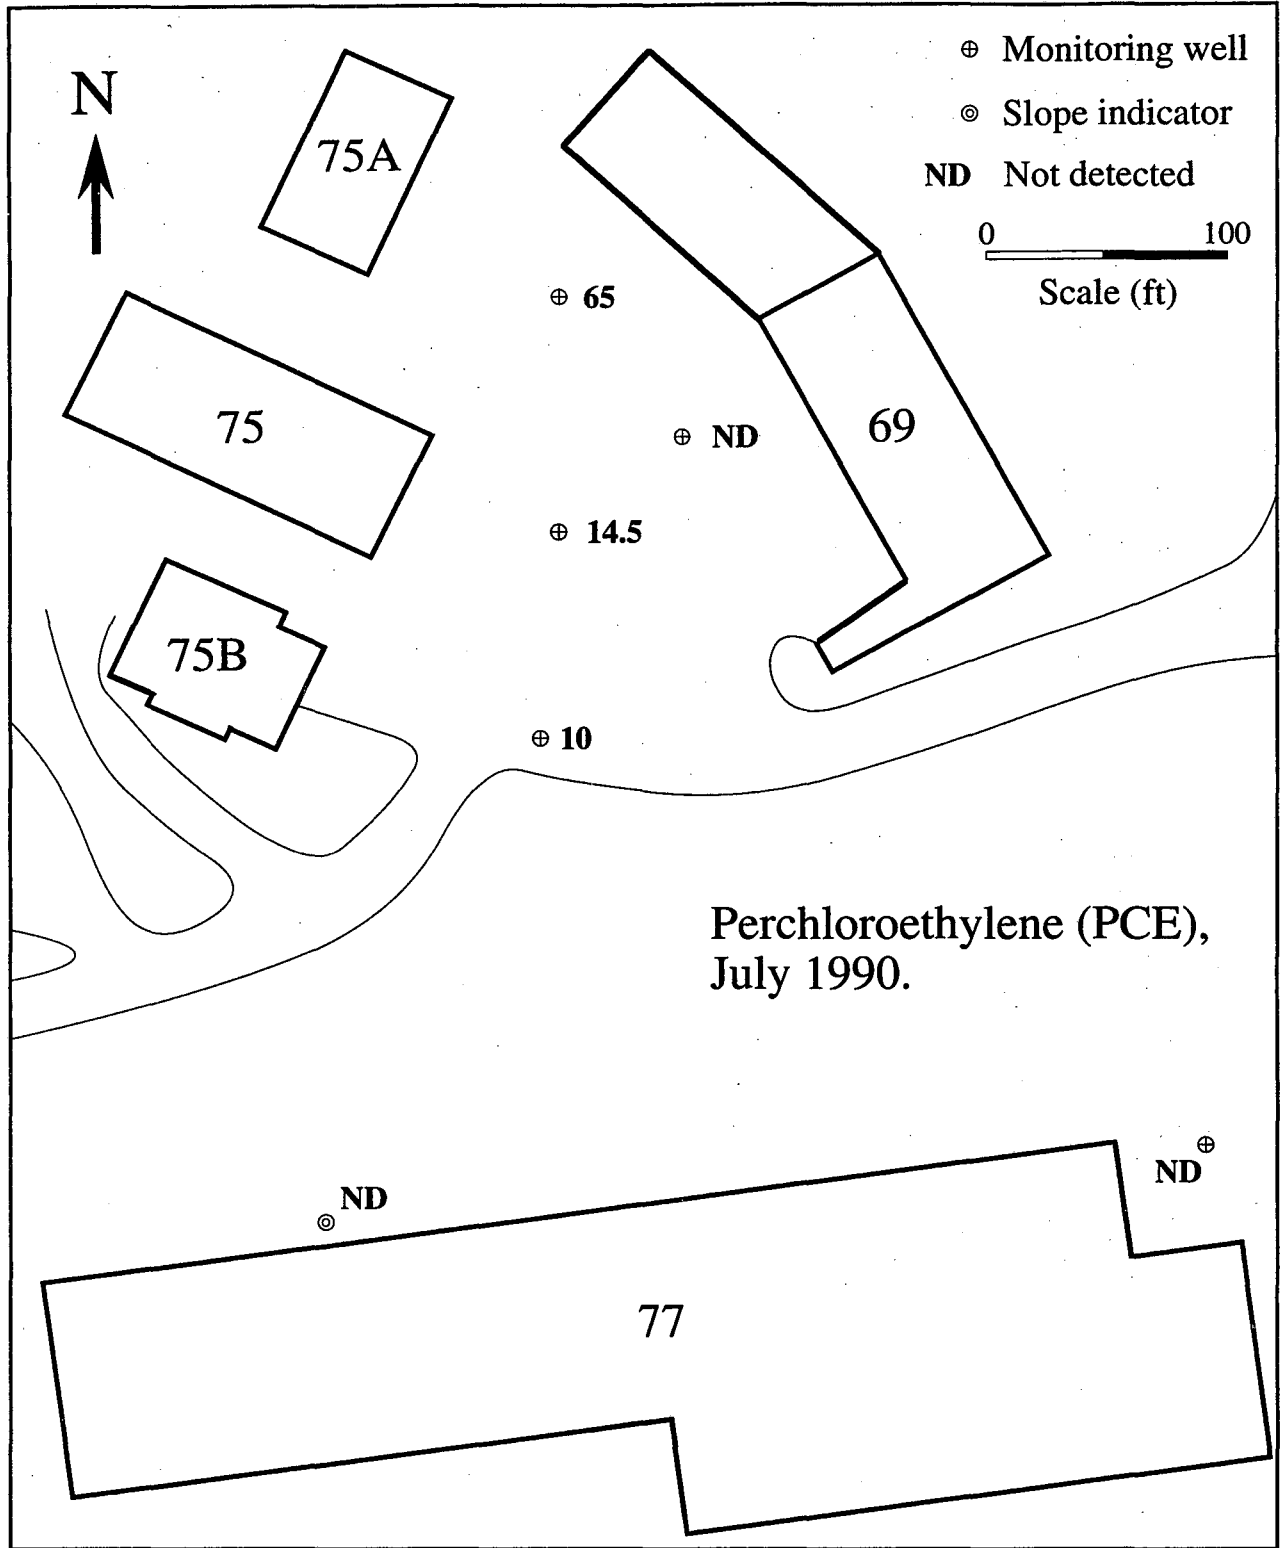 Monitoring well
N
Slope indicator
75A
ND Not detected
0 100
Scale (ft)
65
75
69
ND
14.5
75B
10
Perchloroethylene (PCE),
July 1990.
ND
ND
77